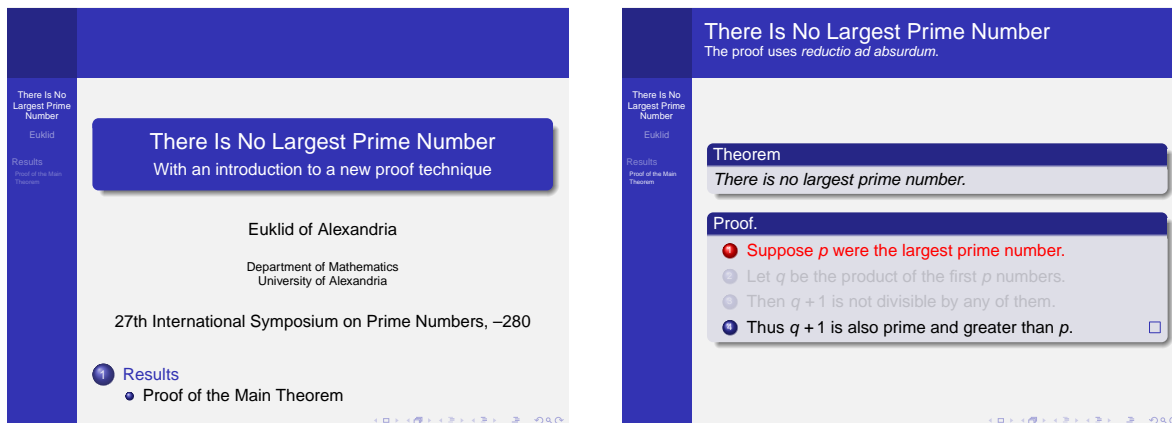 There Is No
Largest Prime
Number
Euklid
Results
Proof of the Main
Theorem
There Is No Largest Prime Number
With an introduction to a new proof technique
Euklid of Alexandria
Department of Mathematics
University of Alexandria
27th International Symposium on Prime Numbers, –280
1 Results
Proof of the Main Theorem
There Is No Largest Prime Number
The proof uses reductio ad absurdum.
There Is No
Largest Prime
Number
Euklid
Results
Proof of the Main
Theorem
Theorem
There is no largest prime number.
Proof.
1 Suppose p were the largest prime number.
2 Let q be the product of the first p numbers.
3 Then q + 1 is not divisible by any of them.
4 Thus q + 1 is also prime and greater than p.